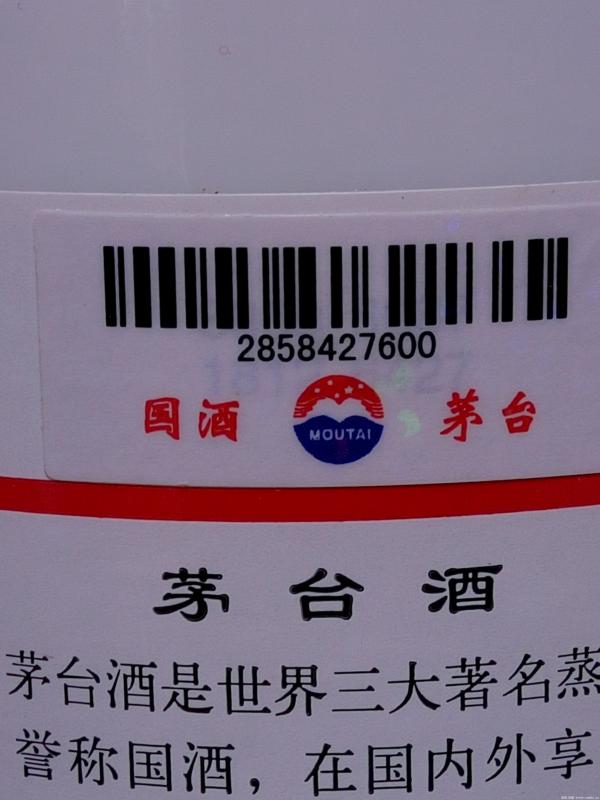 2858427600
国酒 MOUTAI 茅台
茅台酒
茅台酒是世界三大著名蒸
誉称国酒，在国内外享